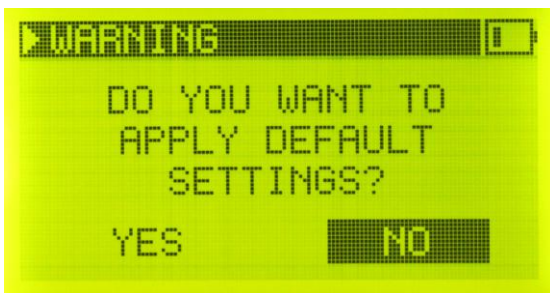 WARNING
DO YOU WANT TO
APPLY DEFAULT
SETTINGS?
YES NO